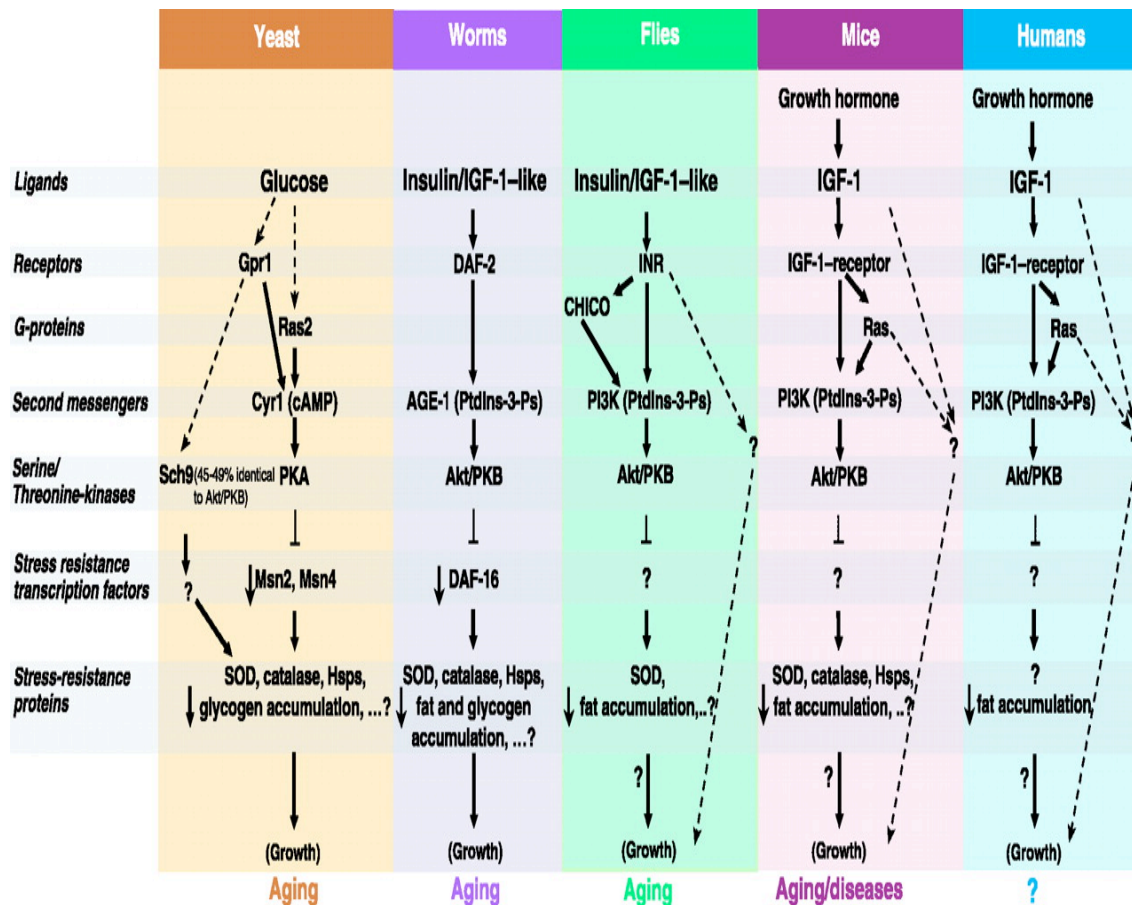 Yeast
Worms
Flies
Mice
Humans
Growth hormone
Growth hormone
Ligands
Glucose
Insulin/IGF-1–like
Insulin/IGF-1–like
IGF-1
IGF-1
Receptors
Gpr1
DAF-2
INR
IGF-1–receptor
IGF-1–receptor
CHICO
G-proteins
Ras2
Ras
Ras
Second messengers
Cyr1 (cAMP)
AGE-1 (PtdIns-3-Ps)
PI3K (PtdIns-3-Ps)
PI3K (PtdIns-3-Ps)
PI3K (PtdIns-3-Ps)
?
?
?
Serine/
Threonine-kinases
Sch9 (45-49% identical
to Akt/PKB)
PKA
Akt/PKB
Akt/PKB
Akt/PKB
Akt/PKB
Stress resistance
transcription factors
?
Msn2, Msn4
DAF-16
?
?
?
Stress-resistance
proteins
SOD, catalase, Hsps,
glycogen accumulation, ...?
SOD, catalase, Hsps,
fat and glycogen
accumulation, ...?
SOD,
fat accumulation,..?
SOD, catalase, Hsps,
fat accumulation, ..?
?
fat accumulation
?
?
?
(Growth)
(Growth)
(Growth)
(Growth)
(Growth)
Aging
Aging
Aging
Aging/diseases
?